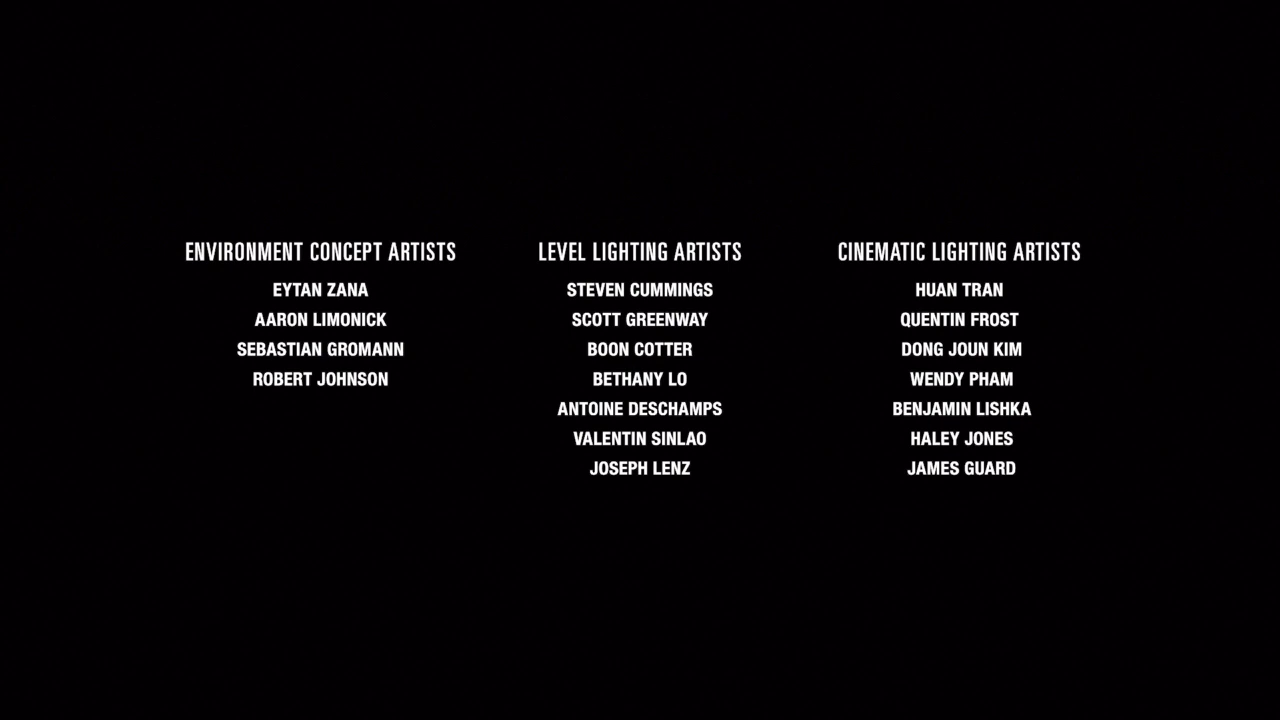 ENVIRONMENT CONCEPT ARTISTS
EYTAN ZANA
AARON LIMONICK
SEBASTIAN GROMANN
ROBERT JOHNSON
LEVEL LIGHTING ARTISTS
STEVEN CUMMINGS
SCOTT GREENWAY
BOON COTTER
BETHANY LO
ANTOINE DESCHAMPS
VALENTIN SINLAO
JOSEPH LENZ
CINEMATIC LIGHTING ARTISTS
HUAN TRAN
QUENTIN FROST
DONG JOUN KIM
WENDY PHAM
BENJAMIN LISHKA
HALEY JONES
JAMES GUARD